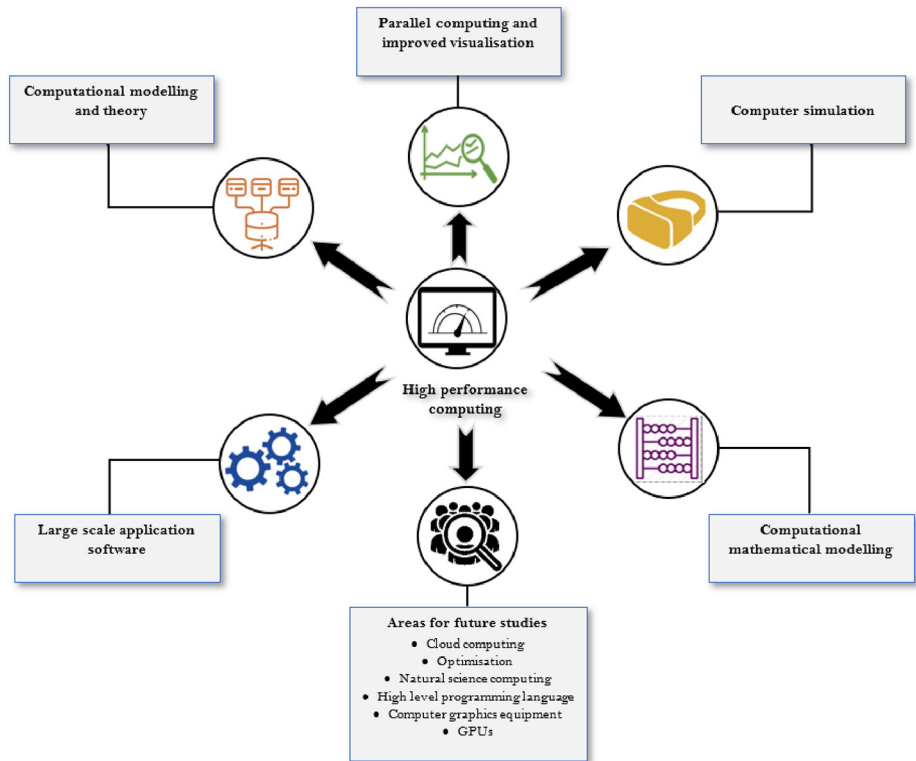 Parallel computing and
improved visualisation
Computational modelling
and theory
Computer simulation
High performance
computing
Large scale application
software
Computational
mathematical modelling
Areas for future studies
• Cloud computing
• Optimisation
• Natural science computing
• High level programming language
• Computer graphics equipment
• GPUs